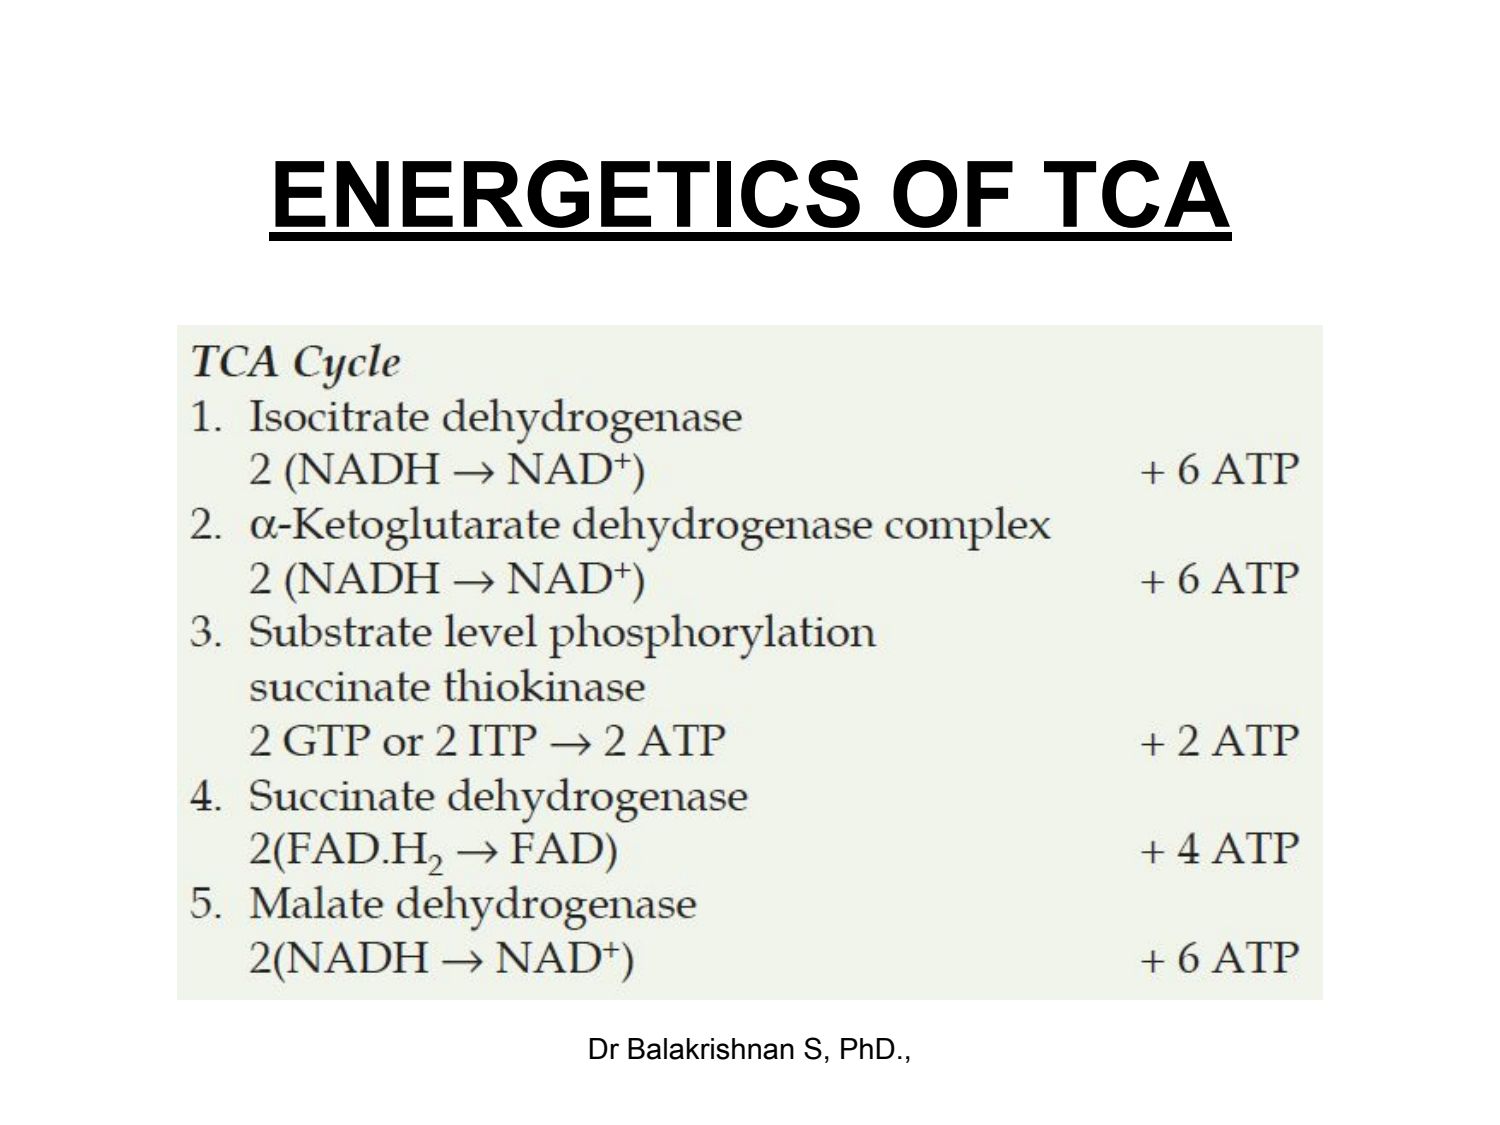 ENERGETICS OF TCA
TCA Cycle
1. Isocitrate dehydrogenase
2 (NADH → NAD⁺) + 6 ATP
2. α-Ketoglutarate dehydrogenase complex
2 (NADH → NAD⁺) + 6 ATP
3. Substrate level phosphorylation
succinate thiokinase
2 GTP or 2 ITP → 2 ATP + 2 ATP
4. Succinate dehydrogenase
2(FAD.H₂ → FAD) + 4 ATP
5. Malate dehydrogenase
2(NADH → NAD⁺) + 6 ATP
Dr Balakrishnan S, PhD.,